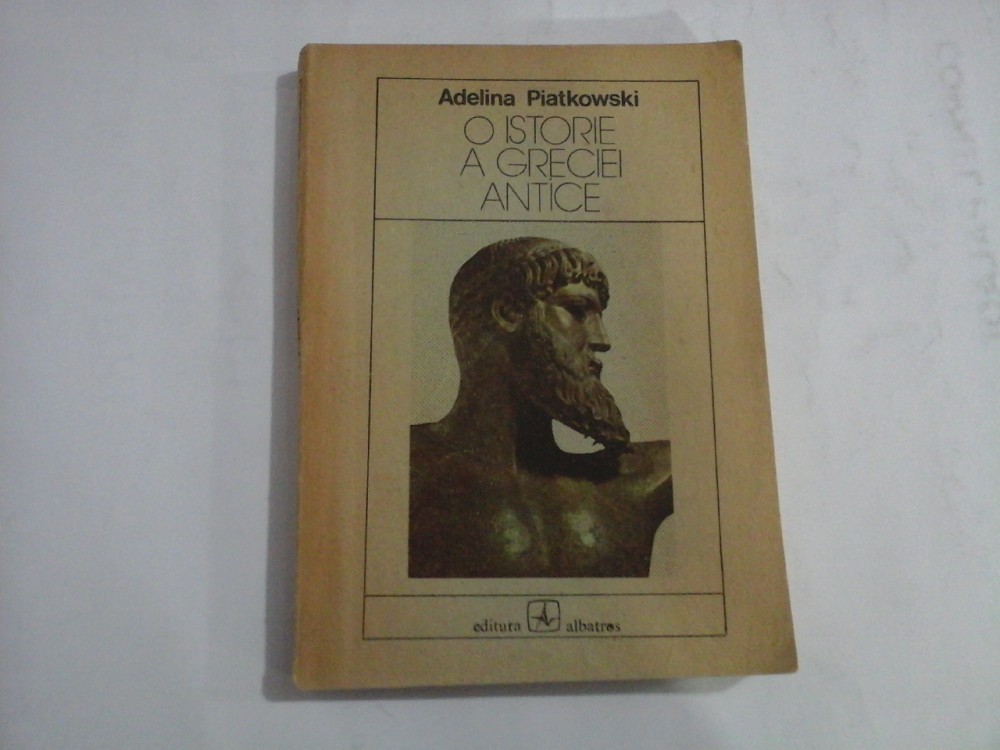 Adelina Piatkowski
O ISTORIE
A GRECIEI
ANTICE
editura albatros